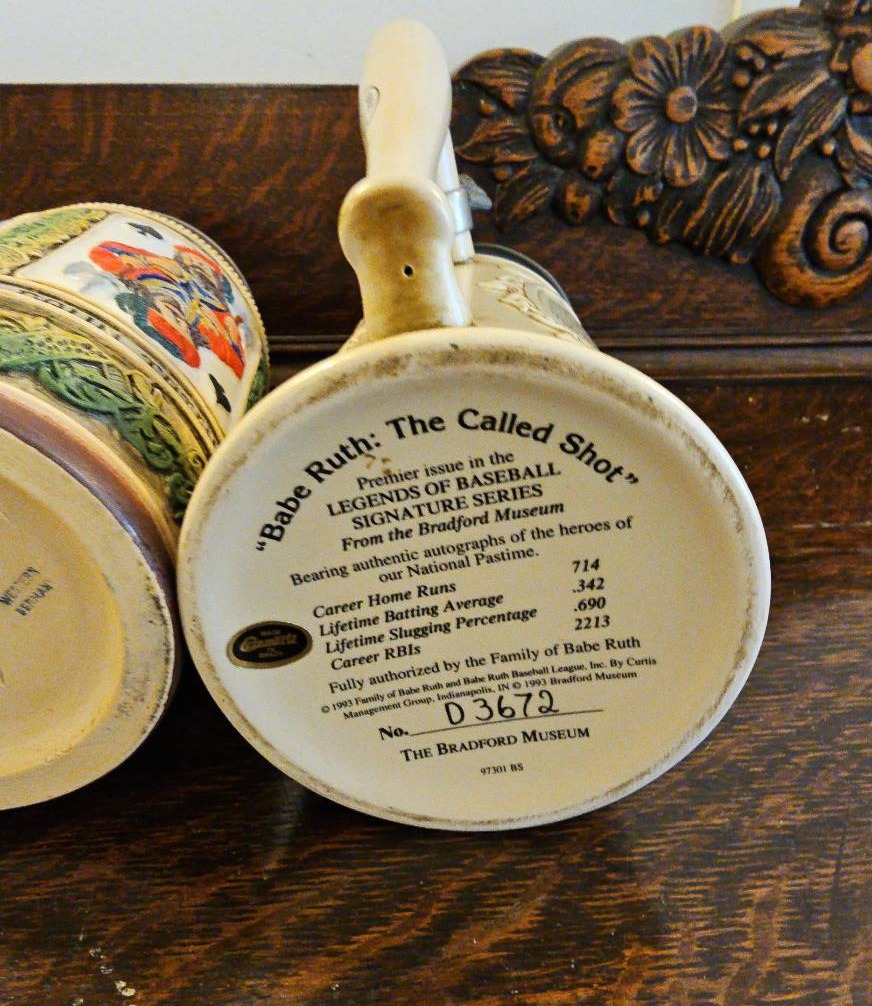 "Babe Ruth: The Called Shot"
Premier issue in the
LEGENDS OF BASEBALL
SIGNATURE SERIES
From the Bradford Museum
Bearing authentic autographs of the heroes of
our National Pastime.
Career Home Runs 714
Lifetime Batting Average .342
Lifetime Slugging Percentage .690
Career RBIs 2213
Fully authorized by the Family of Babe Ruth
© 1993 Family of Babe Ruth and Babe Ruth Baseball League, Inc. By Curtis
Management Group, Indianapolis, IN © 1993 Bradford Museum
No. D3672
THE BRADFORD MUSEUM
97301 BS